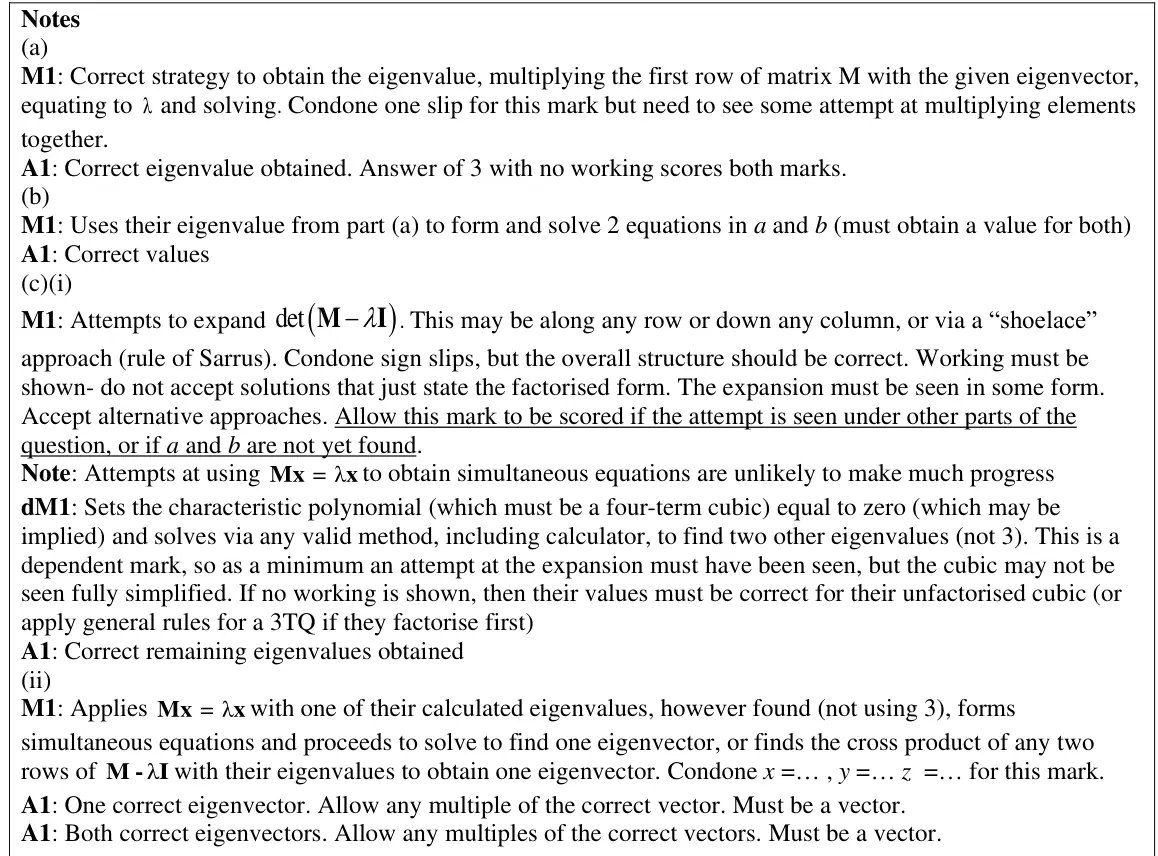 Notes
(a)
M1: Correct strategy to obtain the eigenvalue, multiplying the first row of matrix M with the given eigenvector,
equating to λ and solving. Condone one slip for this mark but need to see some attempt at multiplying elements
together.
A1: Correct eigenvalue obtained. Answer of 3 with no working scores both marks.
(b)
M1: Uses their eigenvalue from part (a) to form and solve 2 equations in a and b (must obtain a value for both)
A1: Correct values
(c)(i)
M1: Attempts to expand det(M − λI). This may be along any row or down any column, or via a “shoelace”
approach (rule of Sarrus). Condone sign slips, but the overall structure should be correct. Working must be
shown- do not accept solutions that just state the factorised form. The expansion must be seen in some form.
Accept alternative approaches. Allow this mark to be scored if the attempt is seen under other parts of the
question, or if a and b are not yet found.
Note: Attempts at using Mx = λx to obtain simultaneous equations are unlikely to make much progress
dM1: Sets the characteristic polynomial (which must be a four-term cubic) equal to zero (which may be
implied) and solves via any valid method, including calculator, to find two other eigenvalues (not 3). This is a
dependent mark, so as a minimum an attempt at the expansion must have been seen, but the cubic may not be
seen fully simplified. If no working is shown, then their values must be correct for their unfactorised cubic (or
apply general rules for a 3TQ if they factorise first)
A1: Correct remaining eigenvalues obtained
(ii)
M1: Applies Mx = λx with one of their calculated eigenvalues, however found (not using 3), forms
simultaneous equations and proceeds to solve to find one eigenvector, or finds the cross product of any two
rows of M - λI with their eigenvalues to obtain one eigenvector. Condone x =… , y =… z =… for this mark.
A1: One correct eigenvector. Allow any multiple of the correct vector. Must be a vector.
A1: Both correct eigenvectors. Allow any multiples of the correct vectors. Must be a vector.